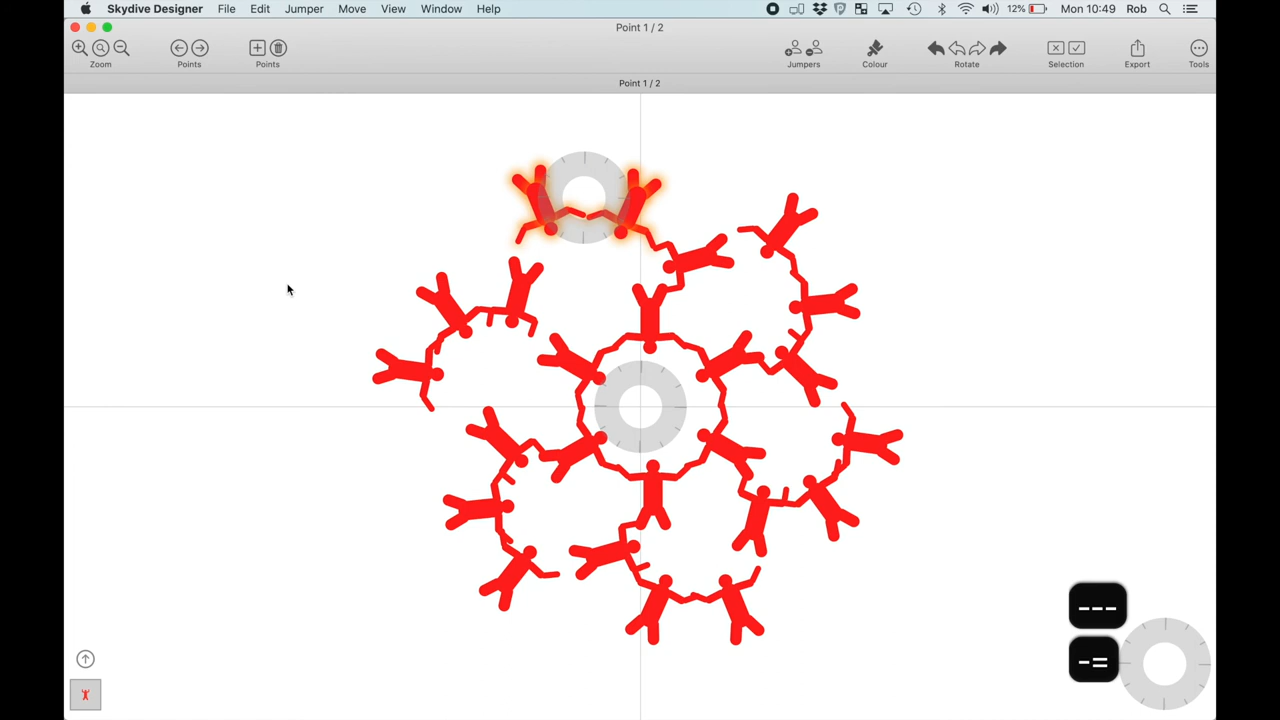 Skydive Designer File Edit Jumper Move View Window Help 12% Mon 10:49 Rob
Point 1 / 2
Zoom Points Points Jumpers Colour Rotate Selection Export Tools
Point 1 / 2
---
-=